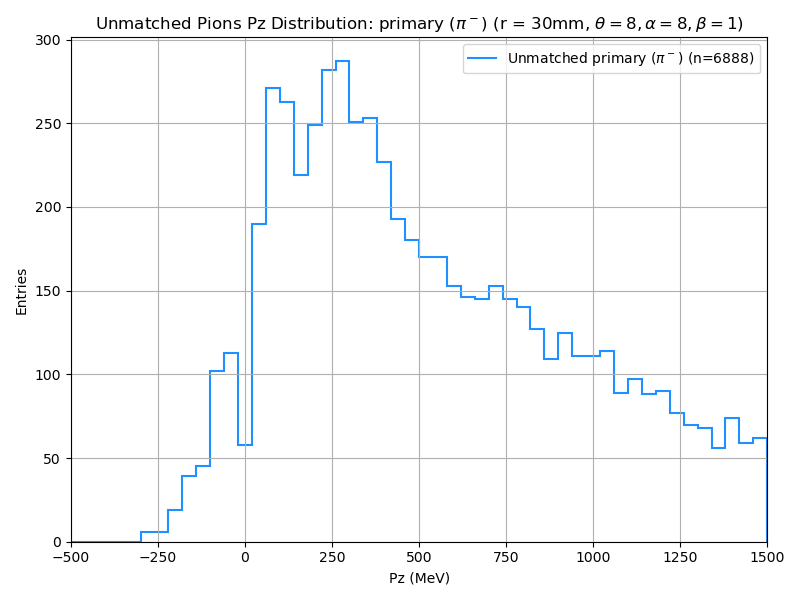 Unmatched Pions Pz Distribution: primary (π⁻) (r = 30mm, θ = 8, α = 8, β = 1)
Unmatched primary (π⁻) (n=6888)
300
250
200
150
100
50
0
Entries
−500 −250 0 250 500 750 1000 1250 1500
Pz (MeV)